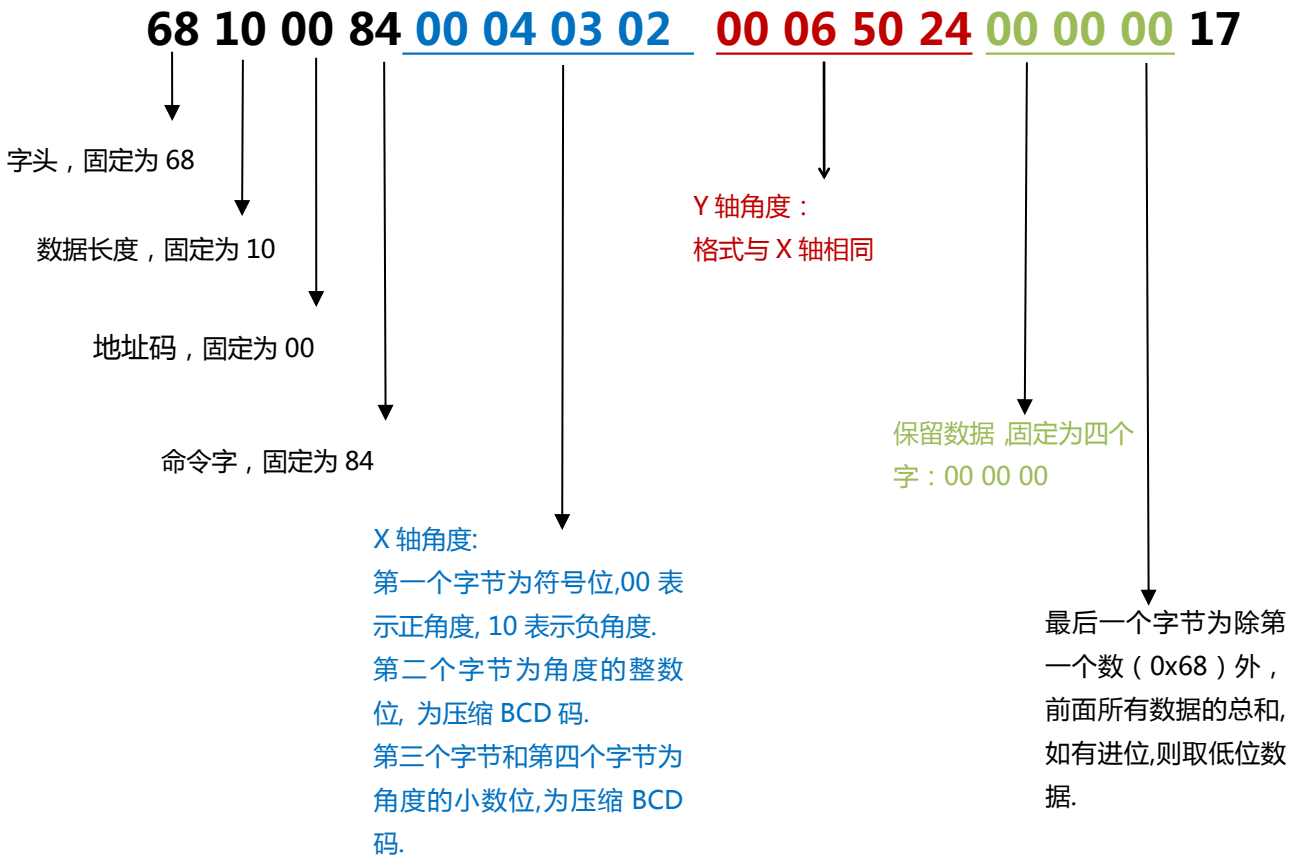 68 10 00 84 00 04 03 02 00 06 50 24 00 00 00 17
字头，固定为 68
数据长度，固定为 10
地址码，固定为 00
命令字，固定为 84
X 轴角度:
第一个字节为符号位,00 表
示正角度, 10 表示负角度.
第二个字节为角度的整数
位, 为压缩 BCD 码.
第三个字节和第四个字节为
角度的小数位,为压缩 BCD
码.
Y 轴角度：
格式与 X 轴相同
保留数据 ,固定为四个
字：00 00 00
最后一个字节为除第
一个数（0x68）外，
前面所有数据的总和,
如有进位,则取低位数
据.